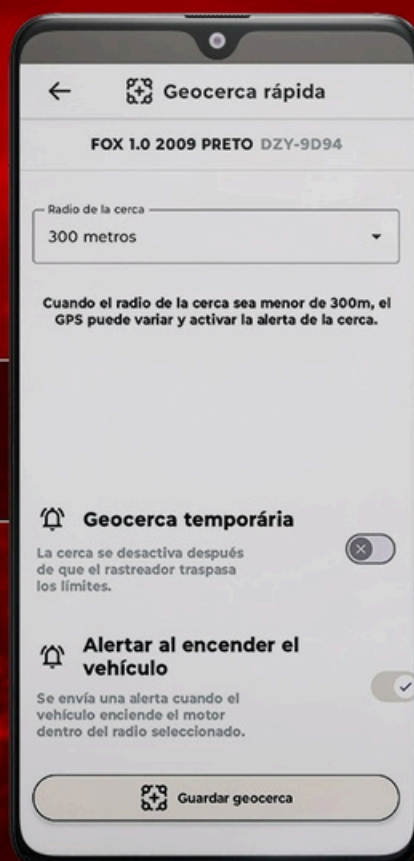 Geocerca rápida
FOX 1.0 2009 PRETO DZY-9D94
Radio de la cerca
300 metros
Cuando el radio de la cerca sea menor de 300m, el
GPS puede variar y activar la alerta de la cerca.
Geocerca temporária
La cerca se desactiva después
de que el rastreador traspasa
los límites.
Alertar al encender el
vehículo
Se envía una alerta cuando el
vehículo enciende el motor
dentro del radio seleccionado.
Guardar geocerca